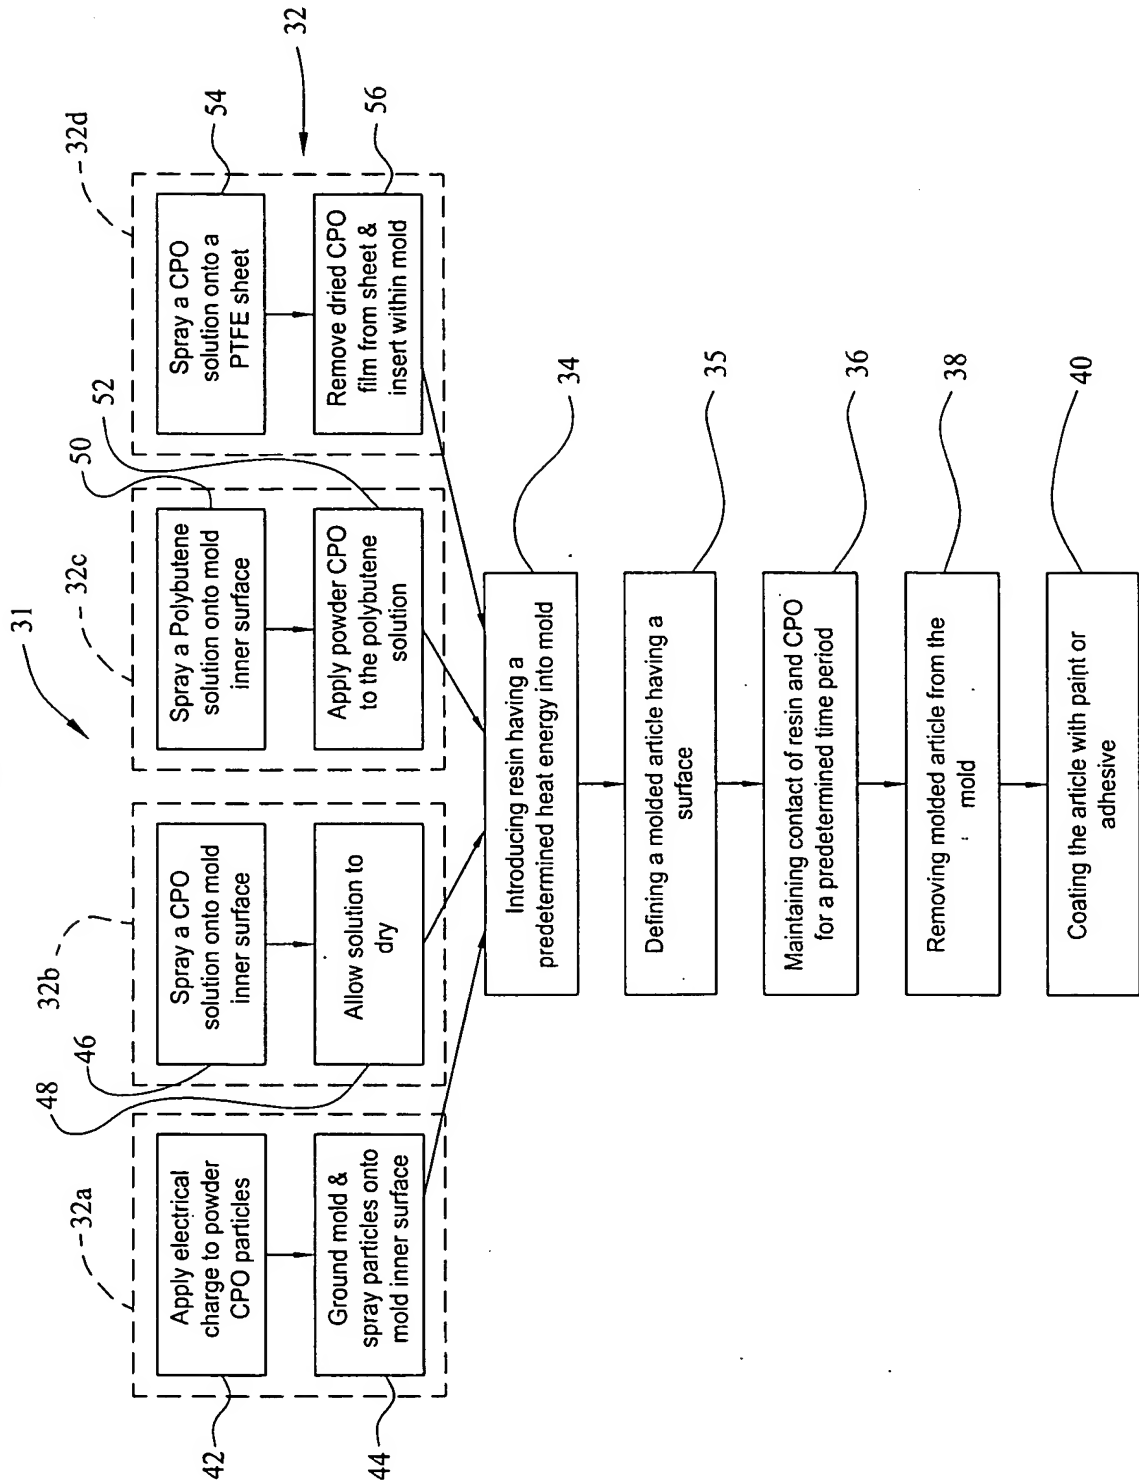 31
32
32a
32b
32c
32d
42
Apply electrical
charge to powder
CPO particles
44
Ground mold &
spray particles onto
mold inner surface
46
Spray a CPO
solution onto mold
inner surface
48
Allow solution to
dry
50
Spray a Polybutene
solution onto mold
inner surface
52
Apply powder CPO
to the polybutene
solution
54
Spray a CPO
solution onto a
PTFE sheet
56
Remove dried CPO
film from sheet &
insert within mold
Introducing resin having a
predetermined heat energy into mold
34
Defining a molded article having a
surface
35
Maintaining contact of resin and CPO
for a predetermined time period
36
Removing molded article from the
mold
38
Coating the article with paint or
adhesive
40